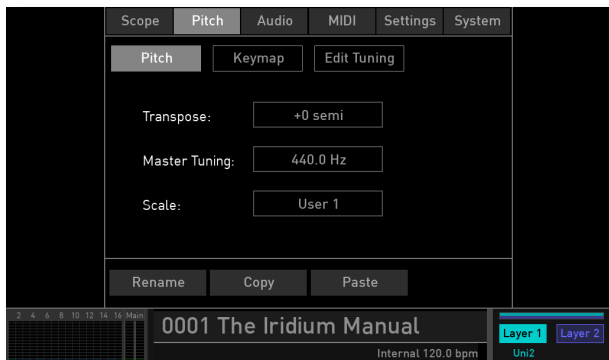 Scope Pitch Audio MIDI Settings System
Pitch Keymap Edit Tuning
Transpose: +0 semi
Master Tuning: 440.0 Hz
Scale: User 1
Rename Copy Paste
2 4 6 8 10 12 14 16 Main
0001 The Iridium Manual
Layer 1 Layer 2
Internal 120.0 bpm
Uni2